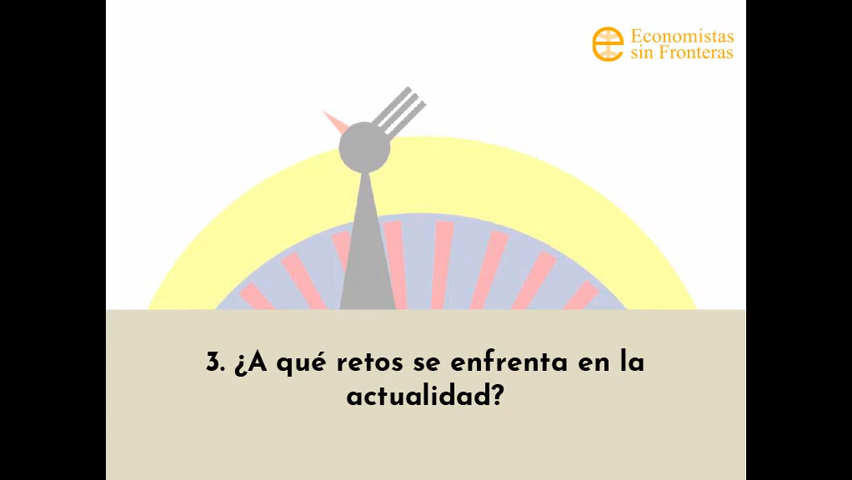 Economistas
sin Fronteras
3. ¿A qué retos se enfrenta en la
actualidad?